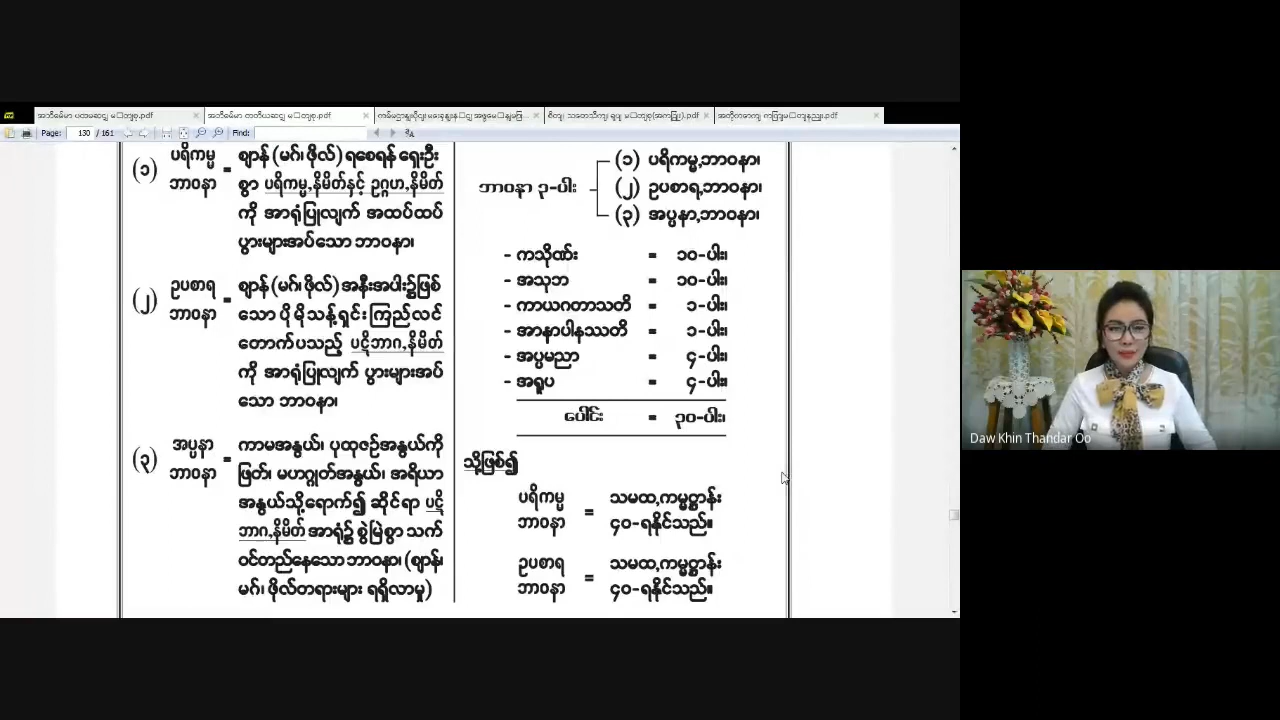 Page: 130 / 161 Find:
(၁) ပရိကမ္မ ဘာဝနာ = ဈာန် (မဂ်၊ ဖိုလ်) ရစေရန် ရှေးဦး
စွာ ပရိကမ္မ,နိမိတ်နှင့် ဥဂ္ဂဟ,နိမိတ်
ကို အာရုံပြုလျက် အထပ်ထပ်
ပွားများအပ်သော ဘာဝနာ၊
(၂) ဥပစာရ ဘာဝနာ = ဈာန် (မဂ်၊ ဖိုလ်) အနီးအပါး၌ဖြစ်
သော ပို မို သန့် ရှင်း ကြည်လင်
တောက်ပသည့် ပဋိဘာဂ,နိမိတ်
ကို အာရုံပြုလျက် ပွားများအပ်
သော ဘာဝနာ၊
(၃) အပ္ပနာ ဘာဝနာ = ကာမအနွယ်၊ ပုထုဇဉ်အနွယ်ကို
ဖြတ်၊ မဟဂ္ဂုတ်အနွယ်၊ အရိယာ
အနွယ်သို့ရောက်၍ ဆိုင်ရာ ပဋိ
ဘာဂ,နိမိတ် အာရုံ၌ စွဲမြဲစွာ သက်
ဝင်တည်နေသော ဘာဝနာ၊ (ဈာန်၊
မဂ်၊ ဖိုလ်တရားများ ရရှိလာမှု)
ဘာဝနာ ၃-ပါး
(၁) ပရိကမ္မ,ဘာဝနာ၊
(၂) ဥပစာရ,ဘာဝနာ၊
(၃) အပ္ပနာ,ဘာဝနာ၊
- ကသိုဏ်း = ၁၀-ပါး၊
- အသုဘ = ၁၀-ပါး၊
- ကာယဂတာသတိ = ၁-ပါး၊
- အာနာပါနဿတိ = ၁-ပါး၊
- အပ္ပမညာ = ၄-ပါး၊
- အရူပ = ၄-ပါး၊
ပေါင်း = ၃၀-ပါး၊
သို့ဖြစ်၍
ပရိကမ္မ ဘာဝနာ = သမထ,ကမ္မဋ္ဌာန်း
၄၀-ရနိုင်သည်။
ဥပစာရ ဘာဝနာ = သမထ,ကမ္မဋ္ဌာန်း
၄၀-ရနိုင်သည်။
Daw Khin Thandar Oo